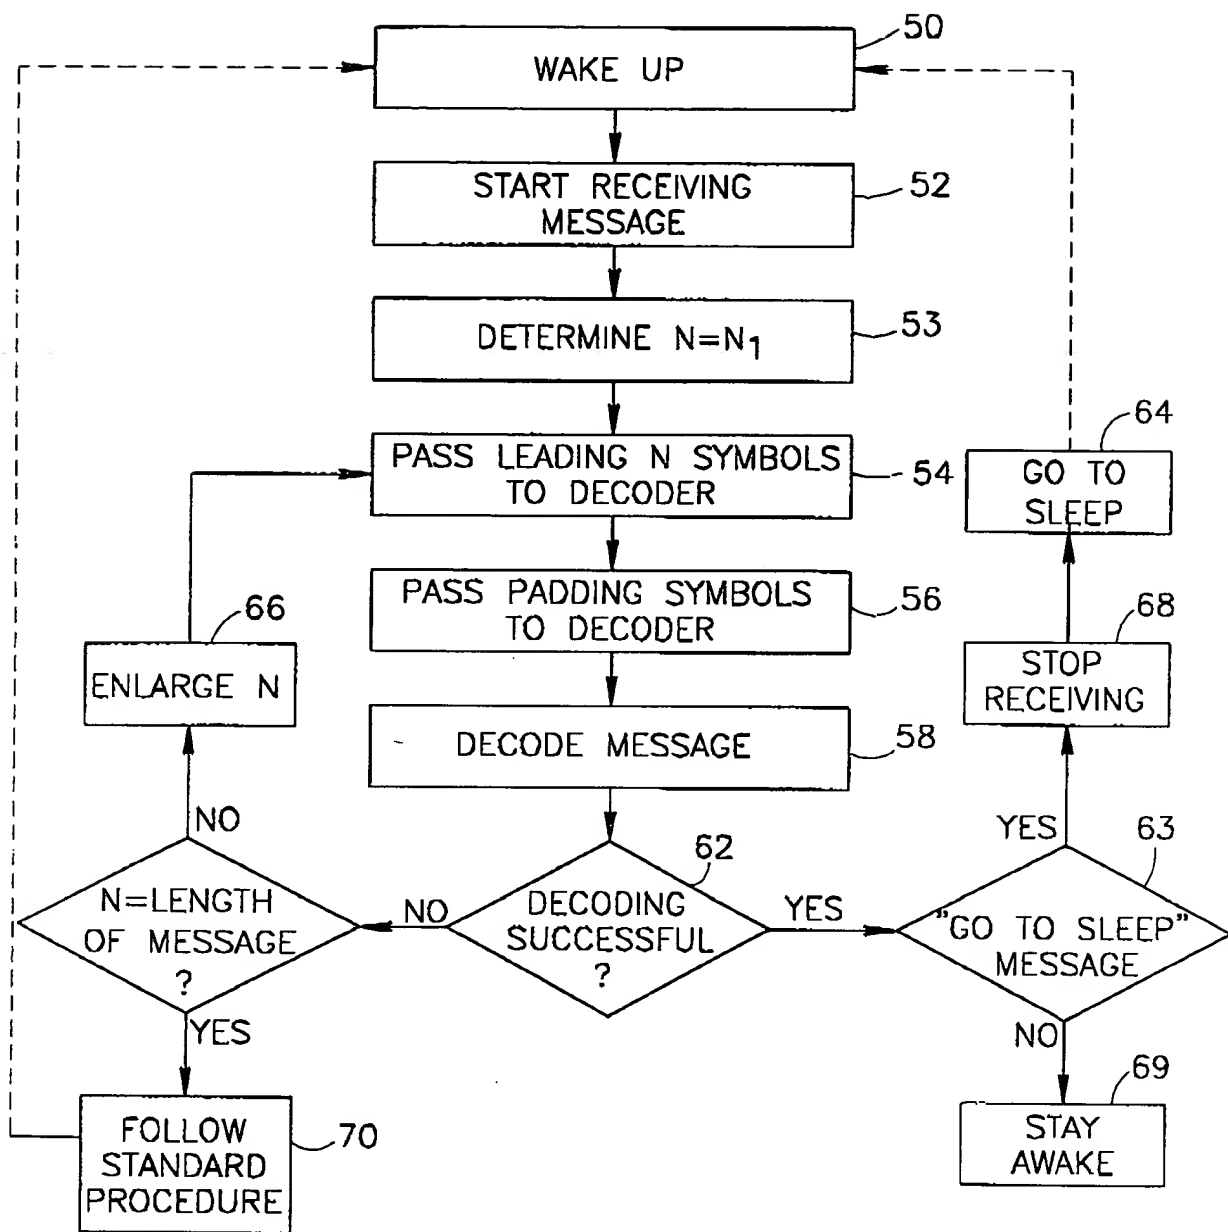 50
WAKE UP
52
START RECEIVING
MESSAGE
53
DETERMINE N=N₁
54
PASS LEADING N SYMBOLS
TO DECODER
64
GO TO
SLEEP
56
PASS PADDING SYMBOLS
TO DECODER
66
ENLARGE N
68
STOP
RECEIVING
58
DECODE MESSAGE
NO
62
YES
63
N=LENGTH
OF MESSAGE
?
NO
DECODING
SUCCESSFUL
?
YES
"GO TO SLEEP"
MESSAGE
YES
NO
69
FOLLOW
STANDARD
PROCEDURE
70
STAY
AWAKE